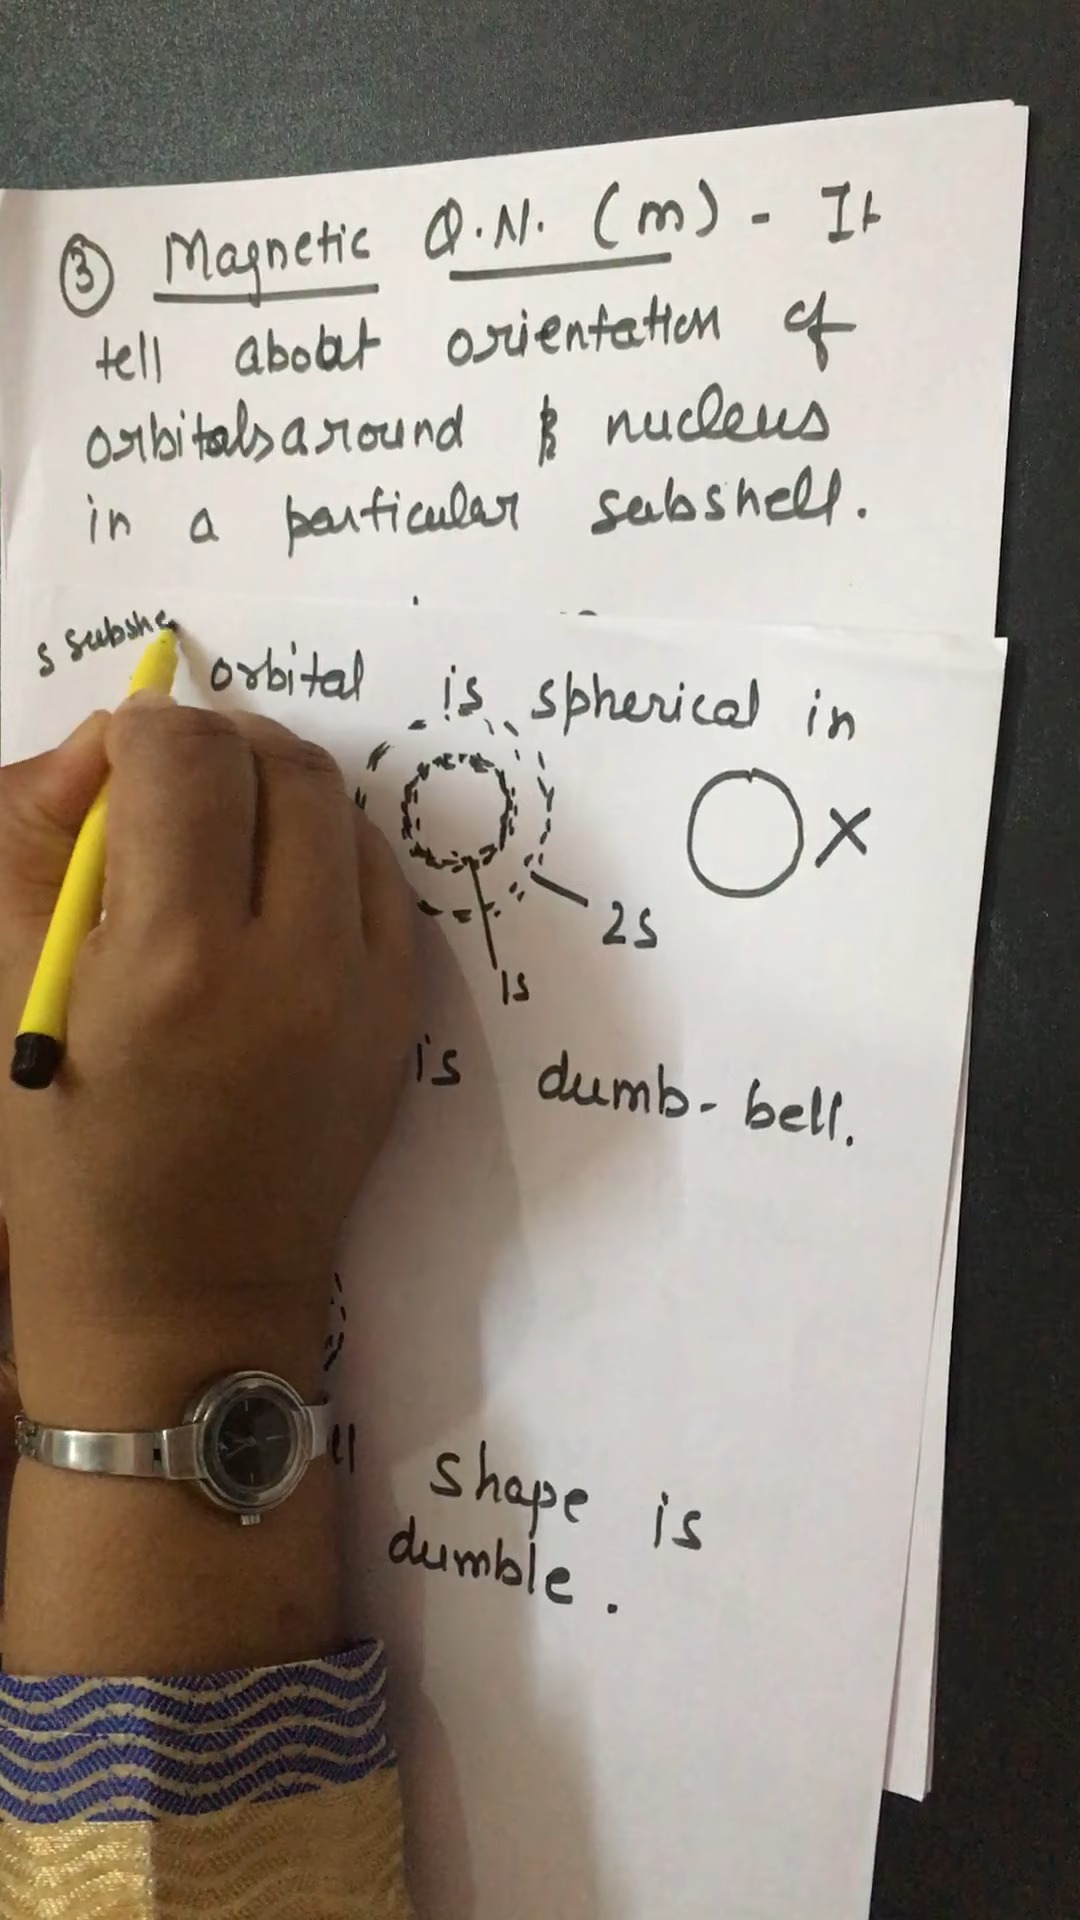 ③ Magnetic Q.N. (m) - It
tell about orientation of
orbitals around & nucleus
in a particular subshell.
s subshe
orbital is spherical in
X
2s
1s
is dumb-bell.
ll shape is
dumble.